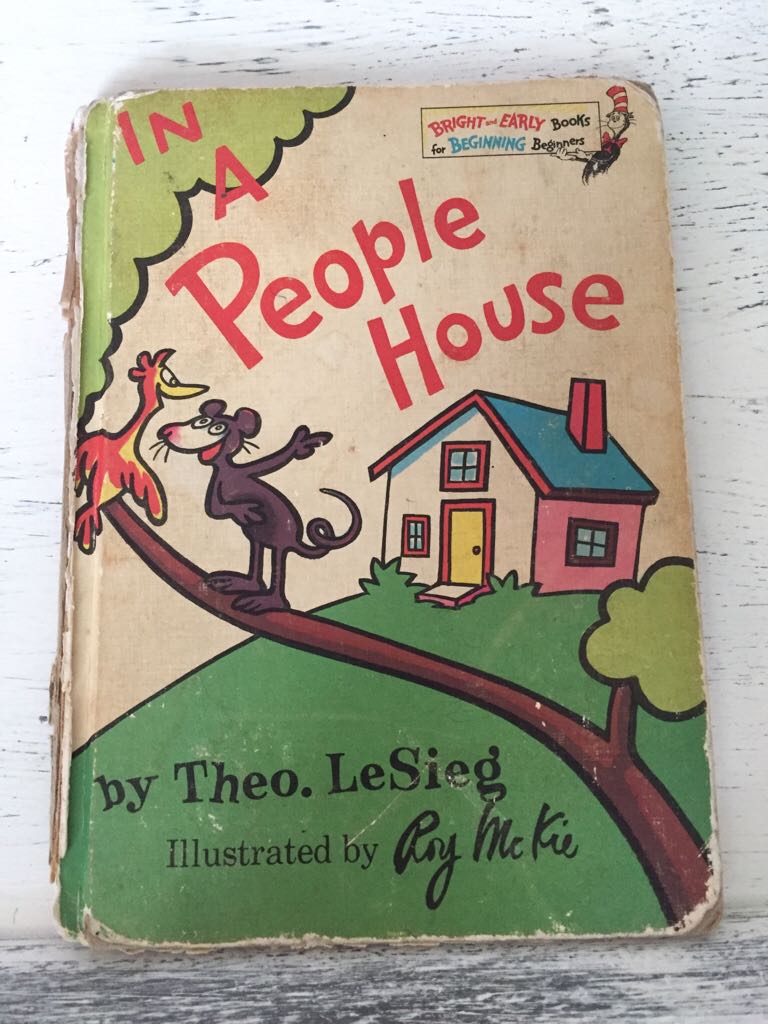 BRIGHT and EARLY BOOKS
for BEGINNING Beginners
IN
A
People
House
by Theo. LeSieg
Illustrated by Roy McKie